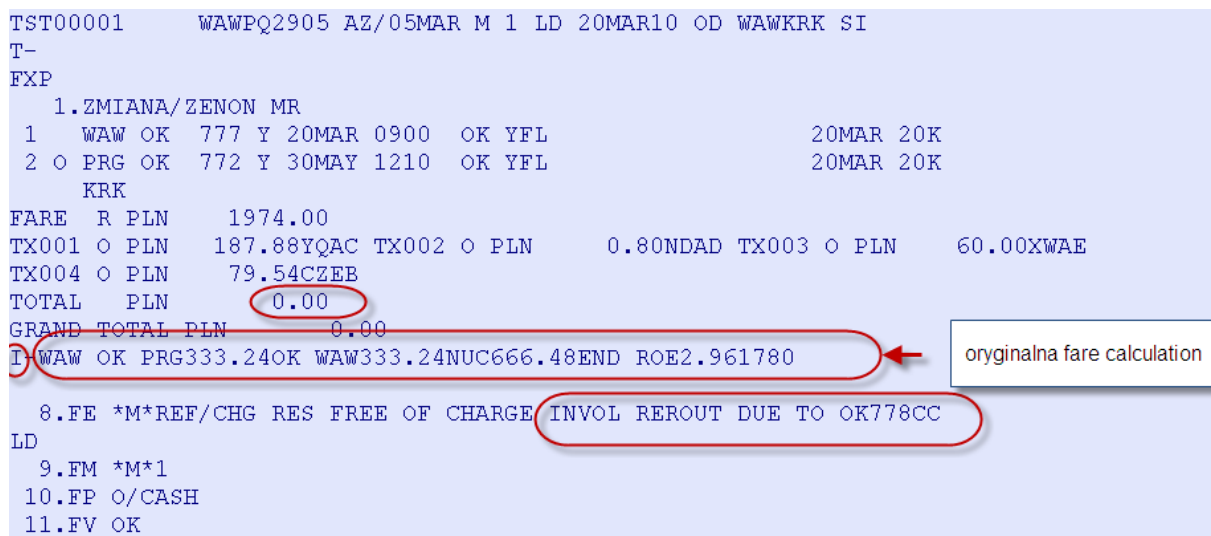 TST00001 WAWPQ2905 AZ/05MAR M 1 LD 20MAR10 OD WAWKRK SI
T-
FXP
1.ZMIANA/ZENON MR
1 WAW OK 777 Y 20MAR 0900 OK YFL 20MAR 20K
2 O PRG OK 772 Y 30MAY 1210 OK YFL 20MAR 20K
KRK
FARE R PLN 1974.00
TX001 O PLN 187.88YQAC TX002 O PLN 0.80NDAD TX003 O PLN 60.00XWAE
TX004 O PLN 79.54CZEB
TOTAL PLN 0.00
GRAND TOTAL PLN 0.00
I-WAW OK PRG333.24OK WAW333.24NUC666.48END ROE2.961780
oryginalna fare calculation
8.FE *M*REF/CHG RES FREE OF CHARGE INVOL REROUT DUE TO OK778CC
LD
9.FM *M*1
10.FP O/CASH
11.FV OK